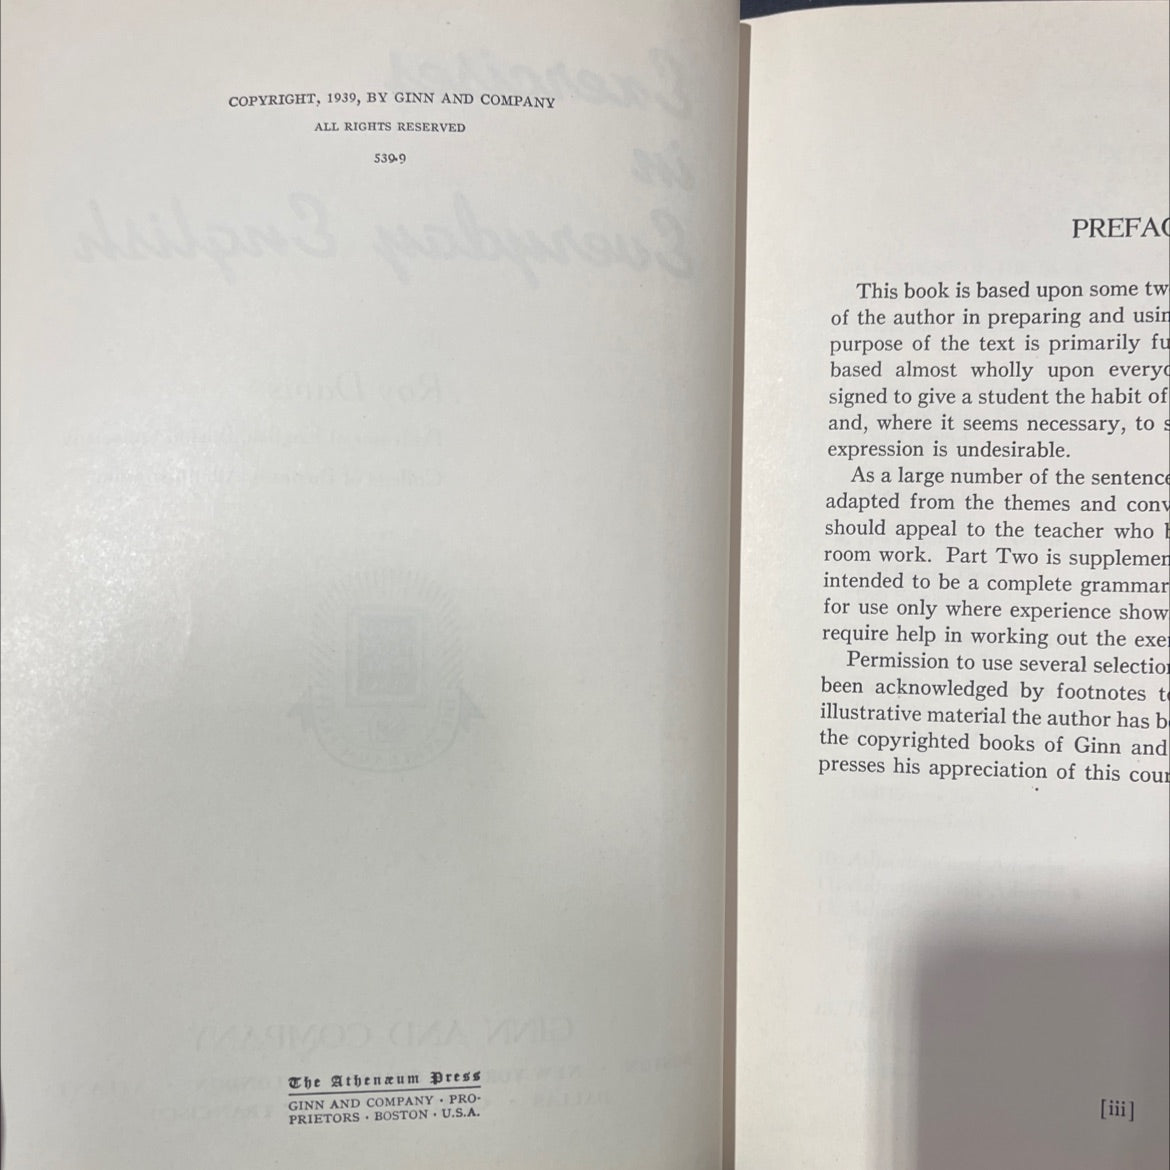 COPYRIGHT, 1939, BY GINN AND COMPANY
ALL RIGHTS RESERVED
539.9
The Athenæum Press
GINN AND COMPANY · PRO-
PRIETORS · BOSTON · U.S.A.
PREFAC
This book is based upon some tw
of the author in preparing and usin
purpose of the text is primarily fu
based almost wholly upon everyd
signed to give a student the habit of
and, where it seems necessary, to s
expression is undesirable.
As a large number of the sentence
adapted from the themes and conv
should appeal to the teacher who
room work. Part Two is supplemen
intended to be a complete grammar
for use only where experience show
require help in working out the exer
Permission to use several selection
been acknowledged by footnotes to
illustrative material the author has b
the copyrighted books of Ginn and
presses his appreciation of this cour
[iii]